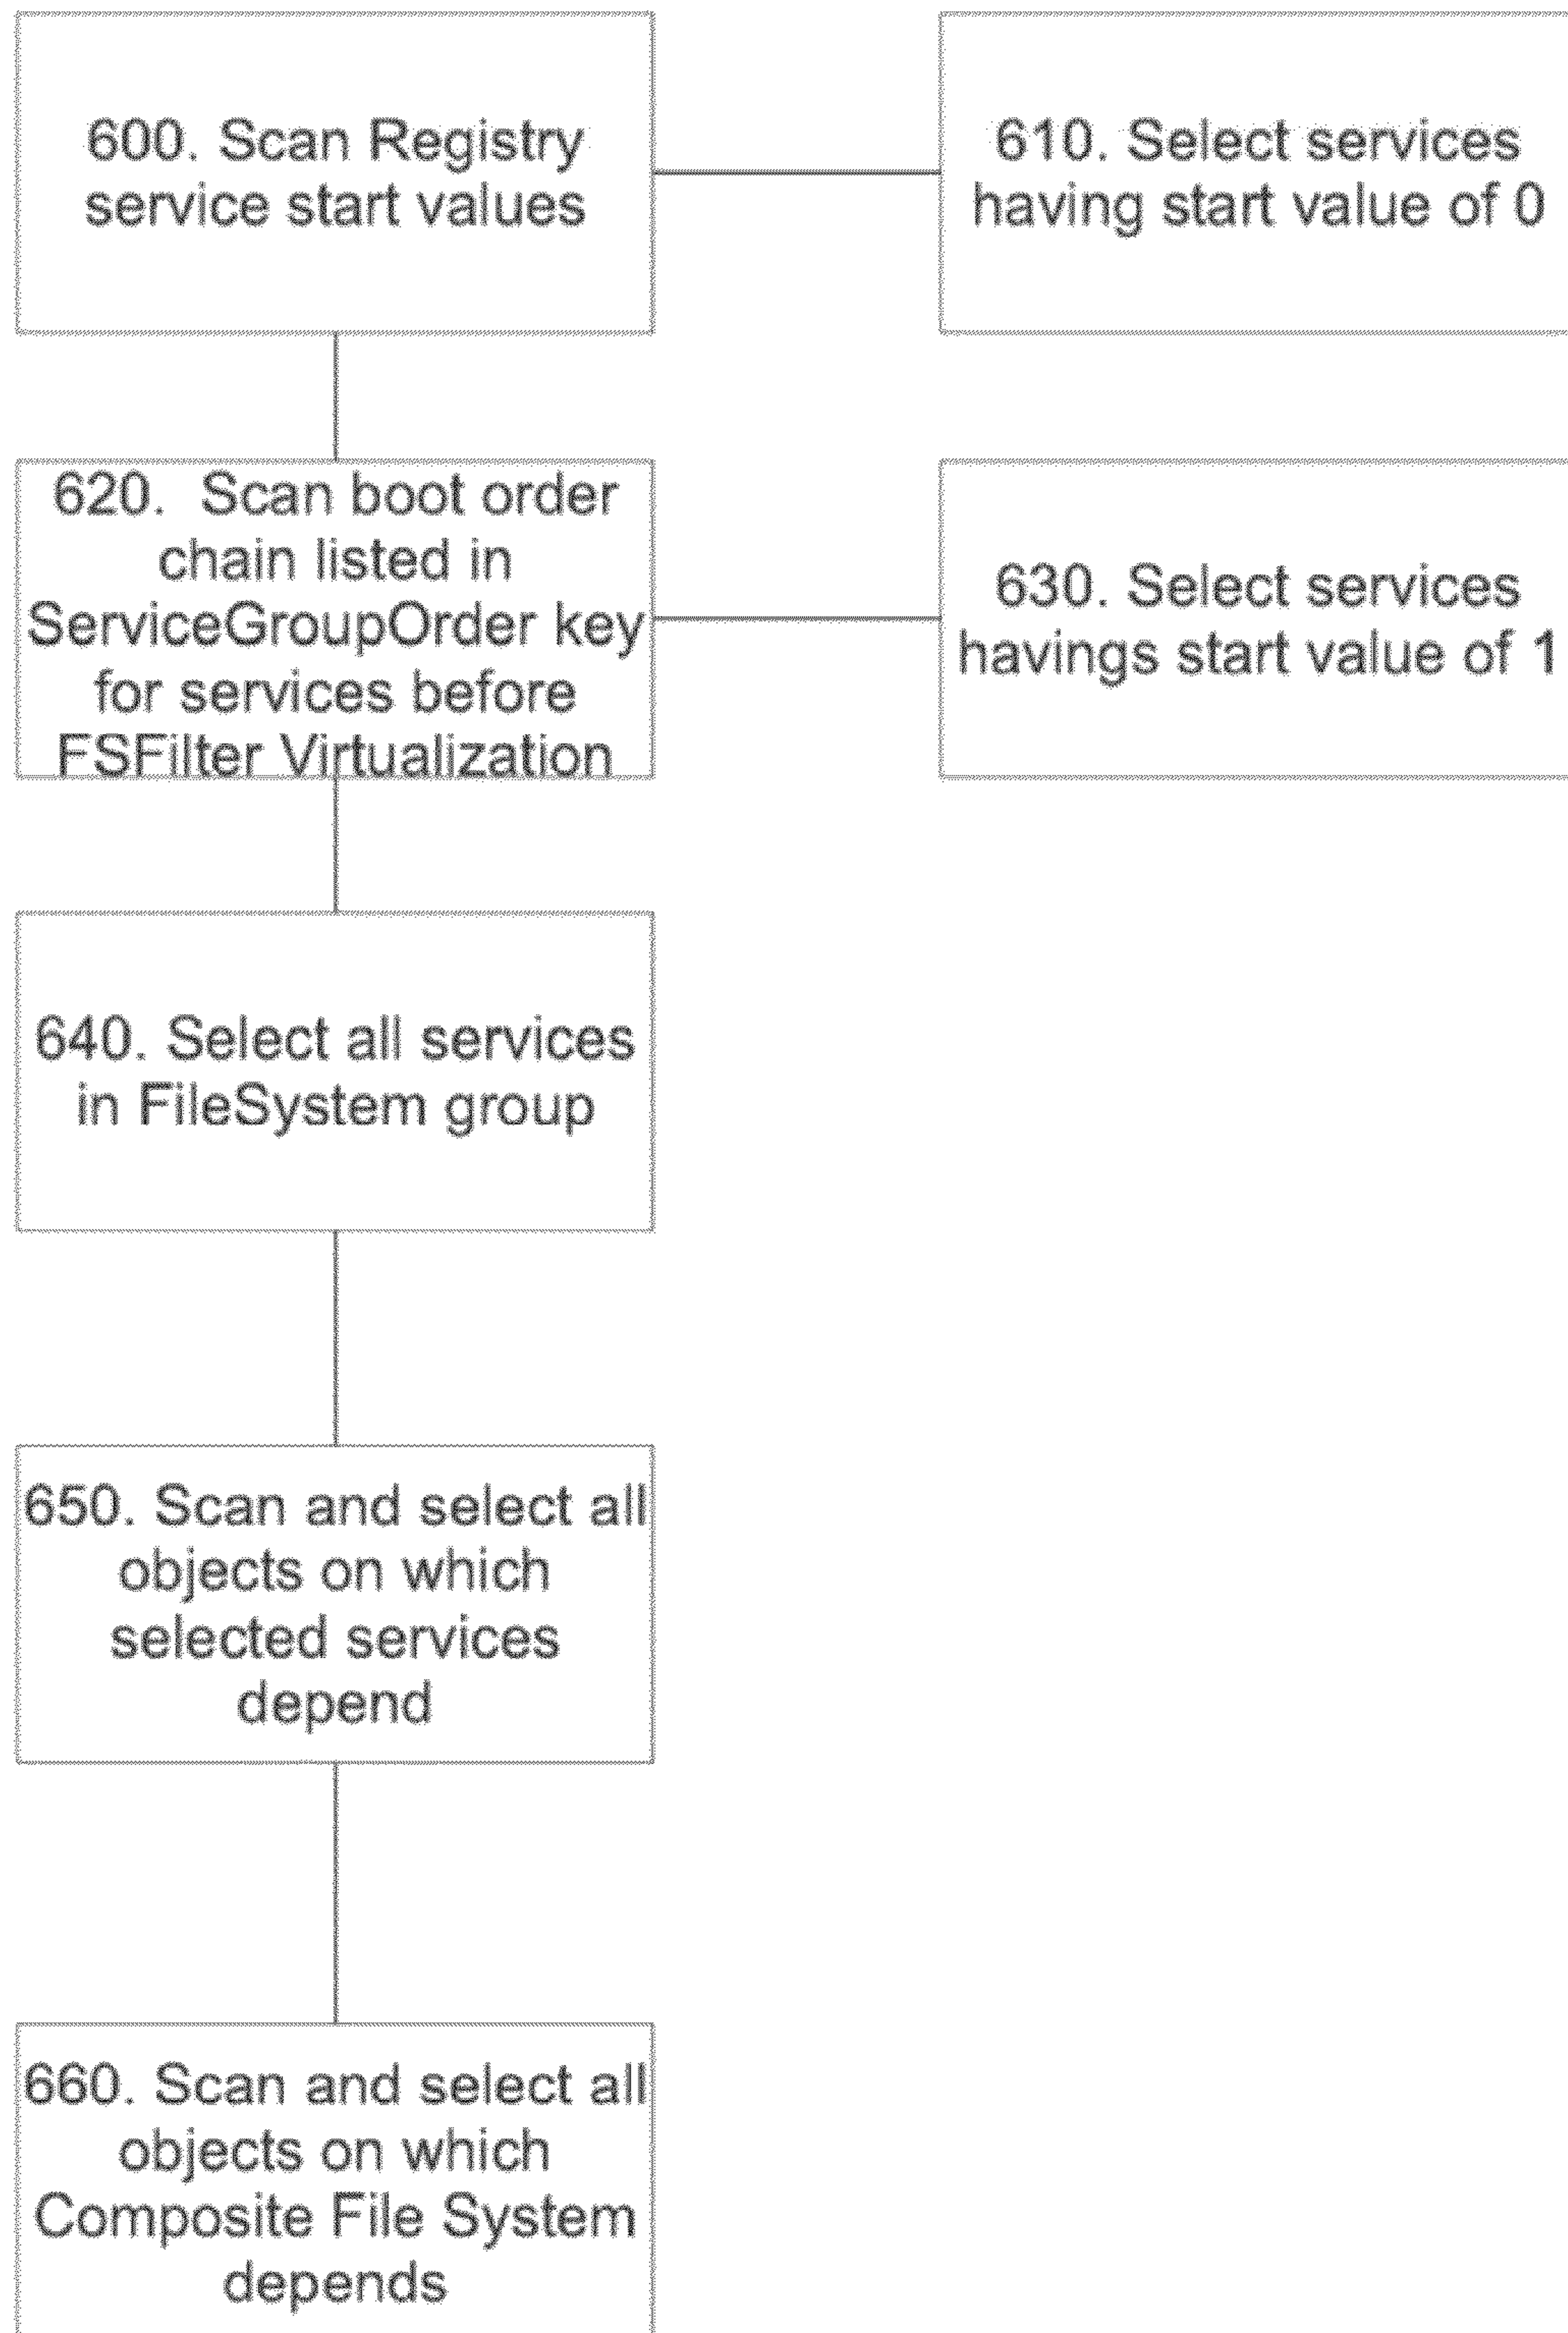 600. Scan Registry
service start values
610. Select services
having start value of 0
620. Scan boot order
chain listed in
ServiceGroupOrder key
for services before
FSFilter Virtualization
630. Select services
havings start value of 1
640. Select all services
in FileSystem group
650. Scan and select all
objects on which
selected services
depend
660. Scan and select all
objects on which
Composite File System
depends